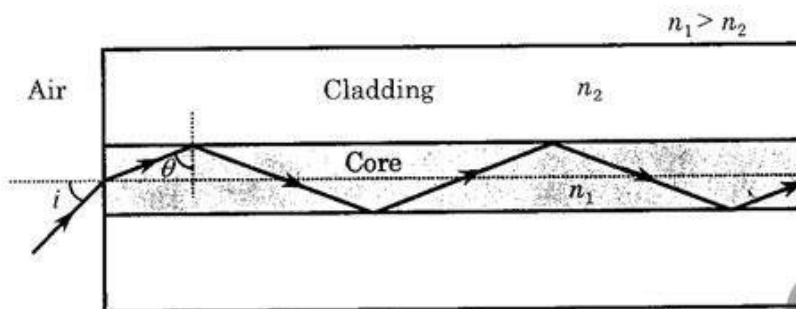 n₁ > n₂
Air
Cladding
n₂
θ
Core
i
n₁